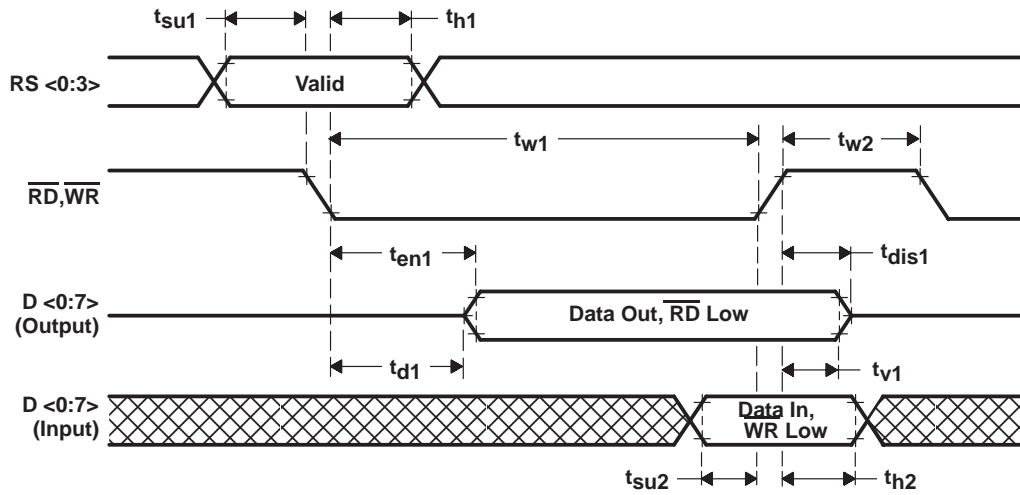 tsu1 th1
RS <0:3> Valid
tw1 tw2
RD,WR
ten1 tdis1
D <0:7>
(Output)
Data Out, RD Low
td1 tv1
D <0:7>
(Input)
Data In,
WR Low
tsu2 th2